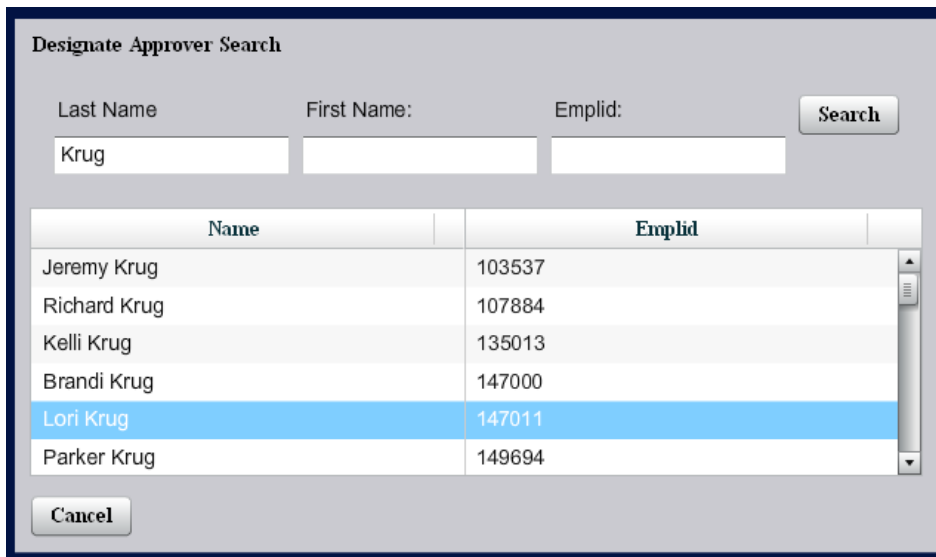 Designate Approver Search
Last Name First Name: Emplid: Search
Krug
Name Emplid
Jeremy Krug 103537
Richard Krug 107884
Kelli Krug 135013
Brandi Krug 147000
Lori Krug 147011
Parker Krug 149694
Cancel